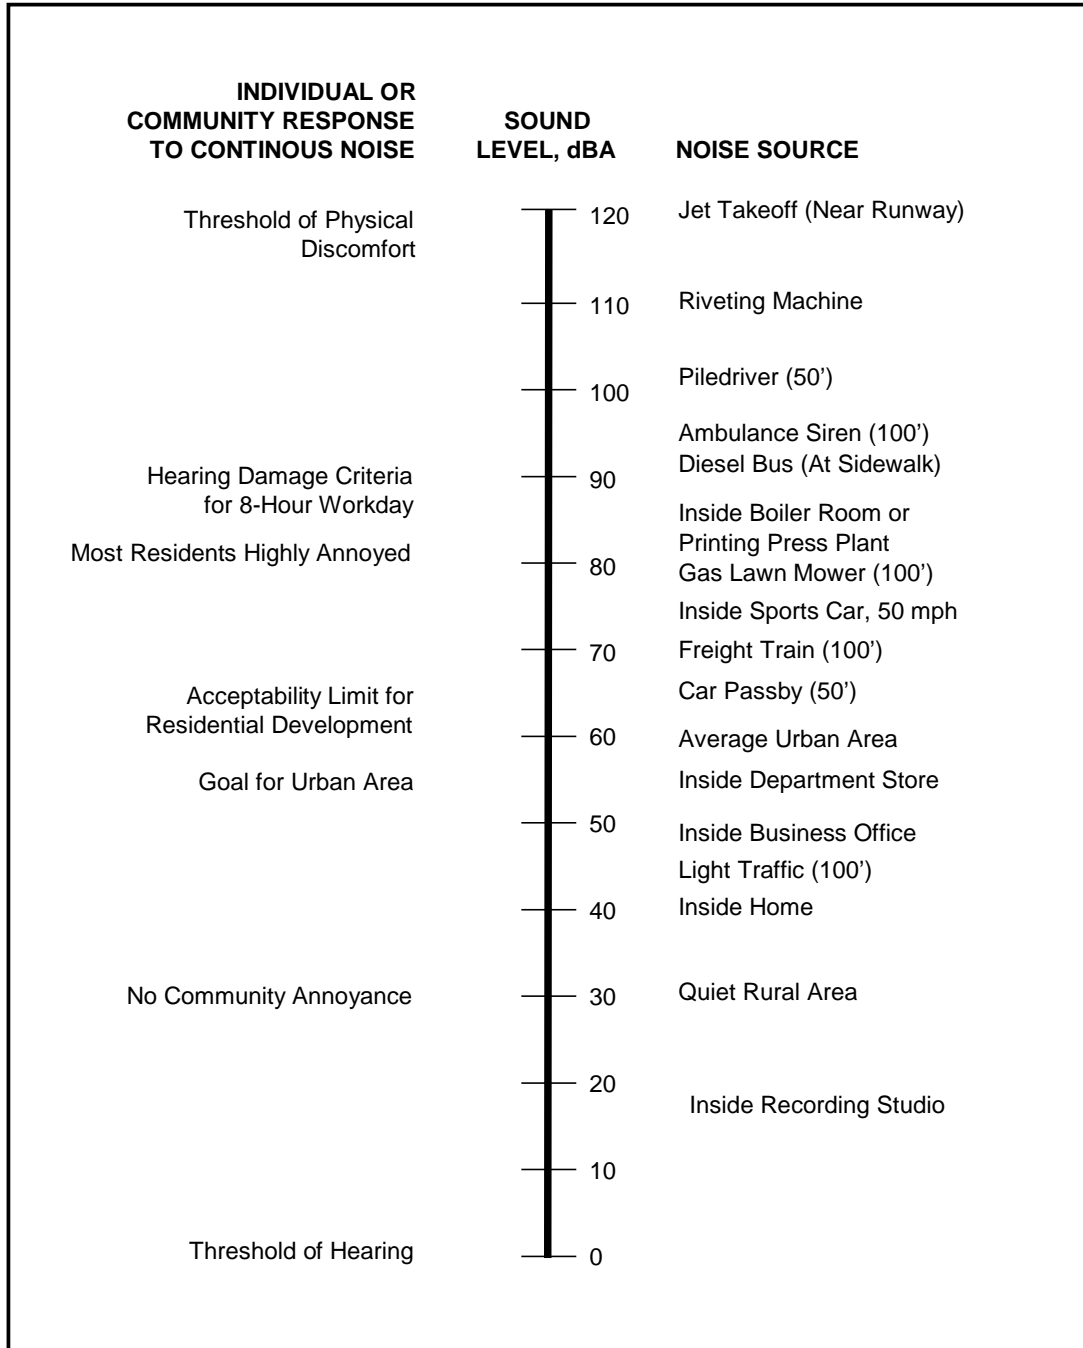 INDIVIDUAL OR
COMMUNITY RESPONSE
TO CONTINOUS NOISE
SOUND
LEVEL, dBA
NOISE SOURCE
Threshold of Physical
Discomfort
120
Jet Takeoff (Near Runway)
110
Riveting Machine
100
Piledriver (50’)
Ambulance Siren (100’)
Diesel Bus (At Sidewalk)
Hearing Damage Criteria
for 8-Hour Workday
90
Inside Boiler Room or
Printing Press Plant
Most Residents Highly Annoyed
80
Gas Lawn Mower (100’)
Inside Sports Car, 50 mph
70
Freight Train (100’)
Acceptability Limit for
Residential Development
Car Passby (50’)
60
Average Urban Area
Goal for Urban Area
Inside Department Store
50
Inside Business Office
Light Traffic (100’)
40
Inside Home
No Community Annoyance
30
Quiet Rural Area
20
Inside Recording Studio
10
Threshold of Hearing
0